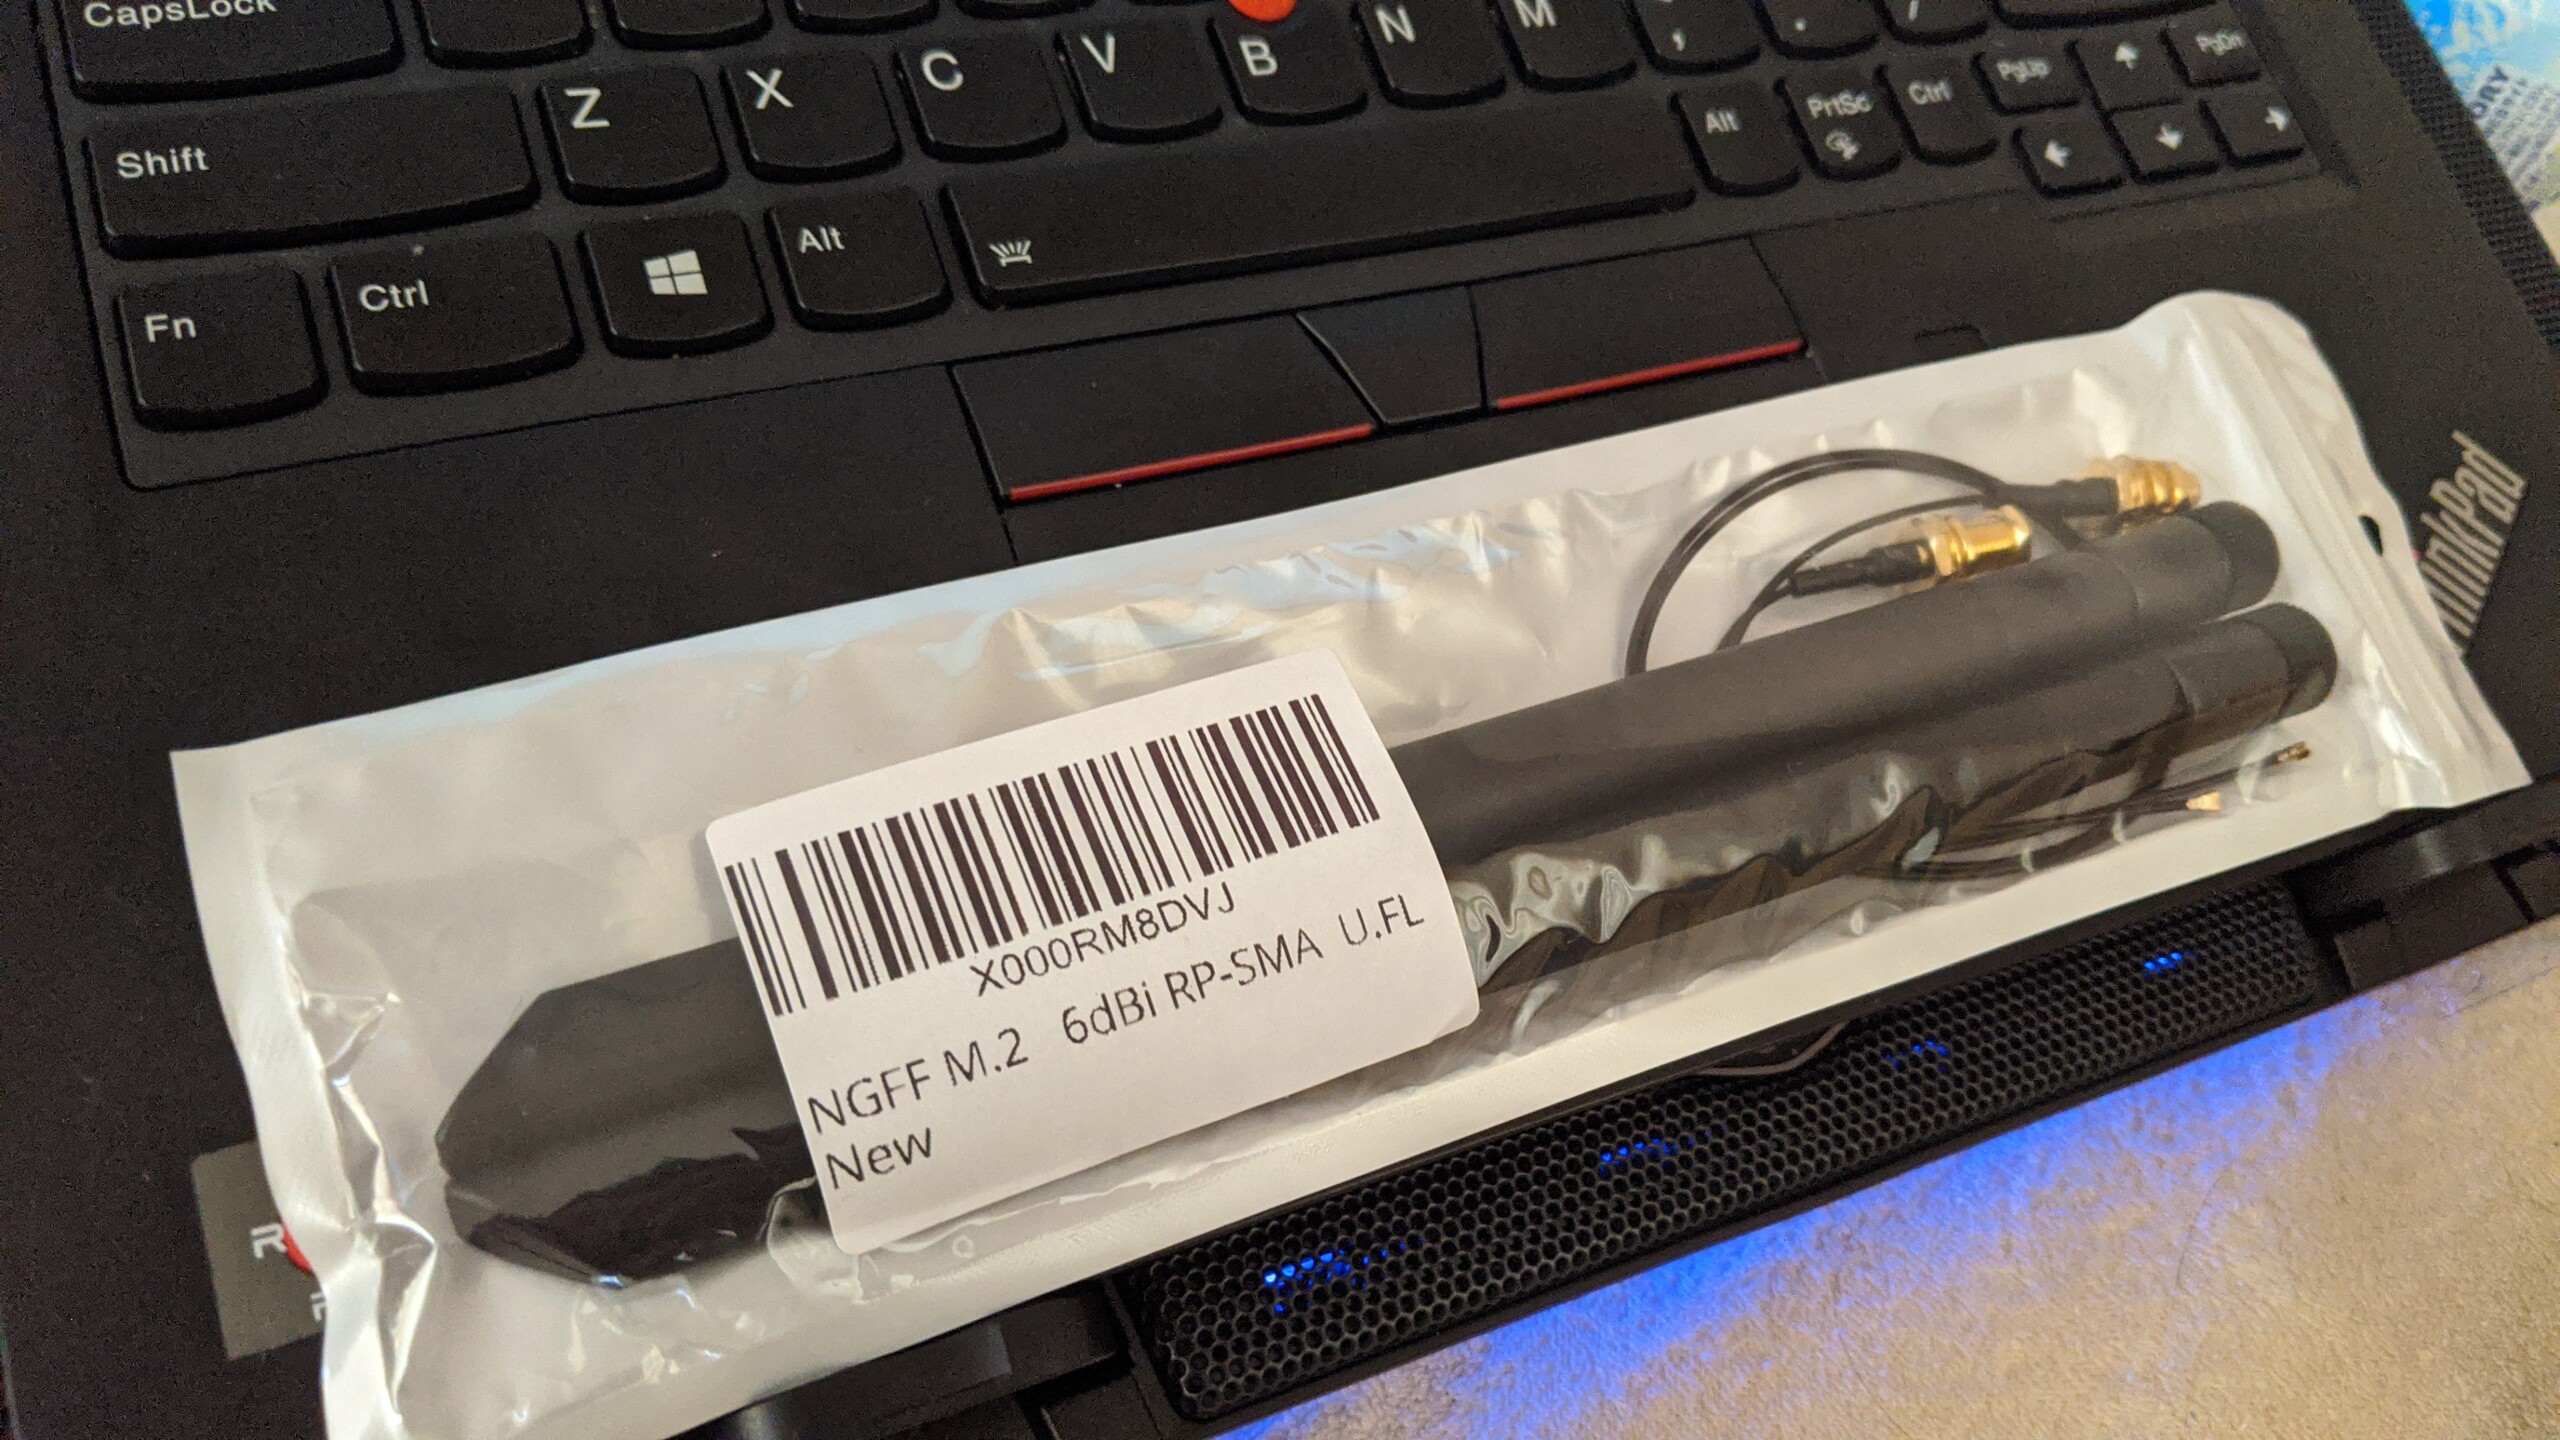 CapsLock
Shift
Z
X
C
V
B
N
M
,
.
/
Fn
Ctrl
Alt
Alt
PrtSc
Ctrl
PgUp
PgDn
ThinkPad
X000RM8DVJ
NGFF M.2 6dBi RP-SMA U.FL
New